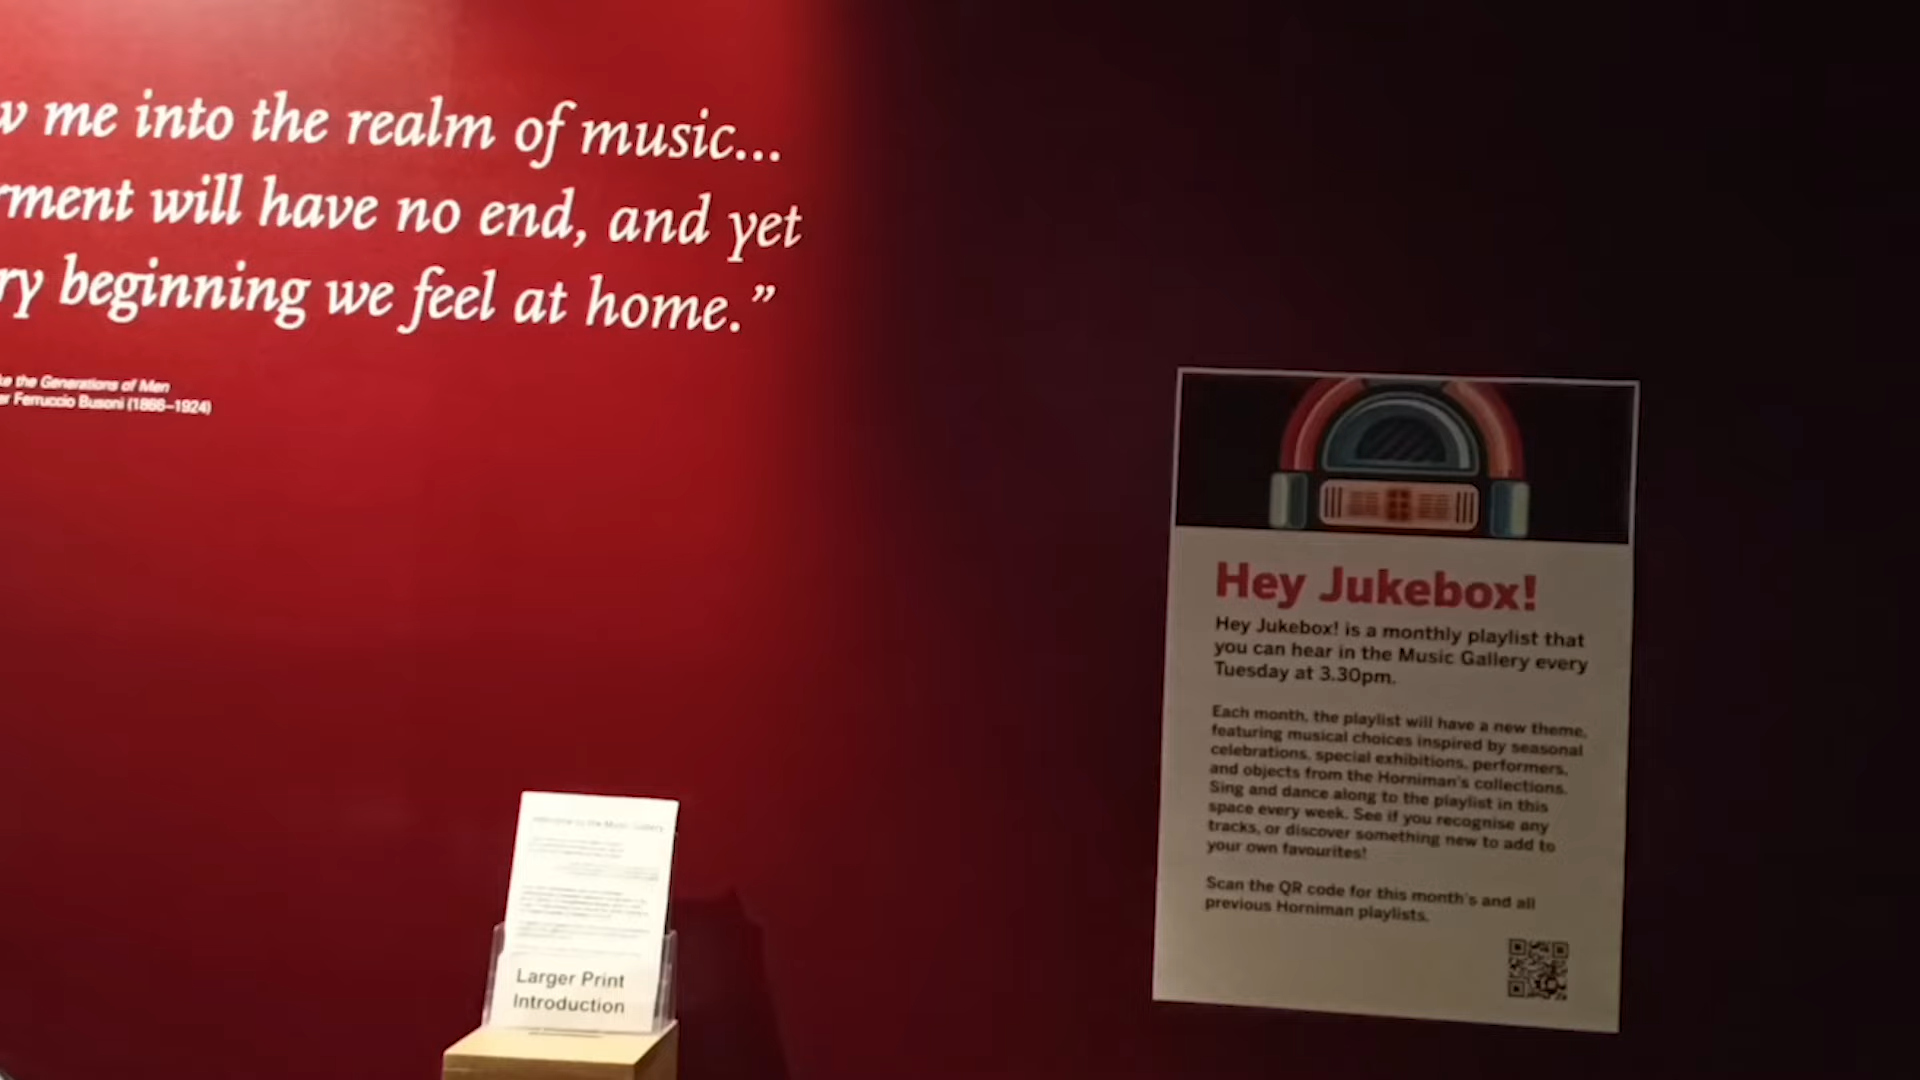 me into the realm of music...
will have no end, and yet
beginning we feel at home.”
the Generations of Men
Ferruccio Busoni (1866–1924)
Welcome to the Music Gallery
Larger Print
Introduction
Hey Jukebox!
Hey Jukebox! is a monthly playlist that
you can hear in the Music Gallery every
Tuesday at 3.30pm.
Each month, the playlist will have a new theme,
featuring musical choices inspired by seasonal
celebrations, special exhibitions, performers,
and objects from the Horniman's collections.
Sing and dance along to the playlist in this
space every week. See if you recognise any
tracks, or discover something new to add to
your own favourites!
Scan the QR code for this month's and all
previous Horniman playlists.